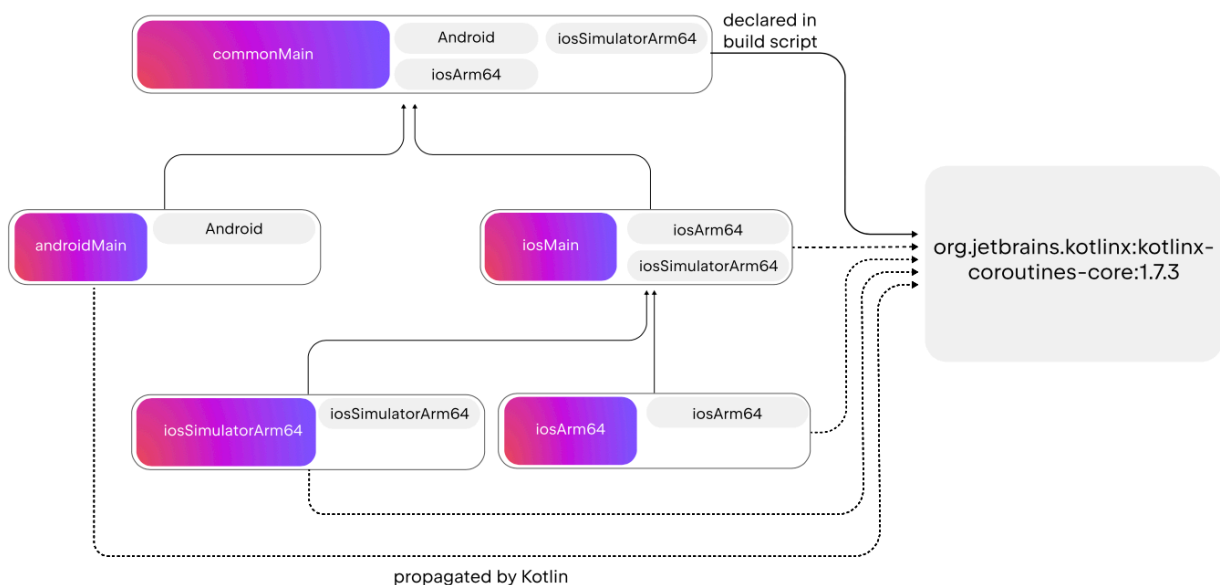 declared in
build script
commonMain
Android
iosSimulatorArm64
iosArm64
androidMain
Android
iosMain
iosArm64
iosSimulatorArm64
org.jetbrains.kotlinx:kotlinx-
coroutines-core:1.7.3
iosSimulatorArm64
iosSimulatorArm64
iosArm64
iosArm64
propagated by Kotlin